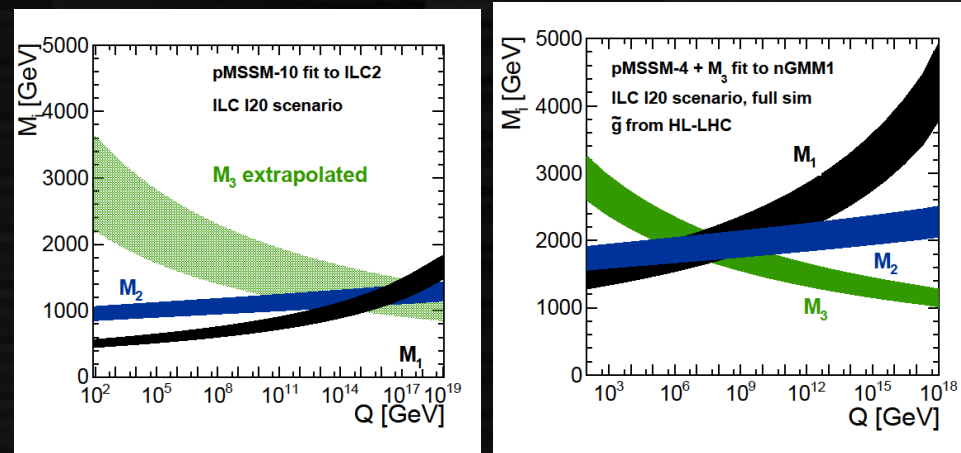 M_i [GeV]
5000
4000
3000
2000
1000
0
pMSSM-10 fit to ILC2
ILC I20 scenario
M_3 extrapolated
M_2
M_1
10^2 10^5 10^8 10^11 10^14 10^17 10^19
Q [GeV]
M_i [GeV]
5000
4000
3000
2000
1000
0
pMSSM-4 + M_3 fit to nGMM1
ILC I20 scenario, full sim
g̃ from HL-LHC
M_1
M_2
M_3
10^3 10^6 10^9 10^12 10^15 10^18
Q [GeV]